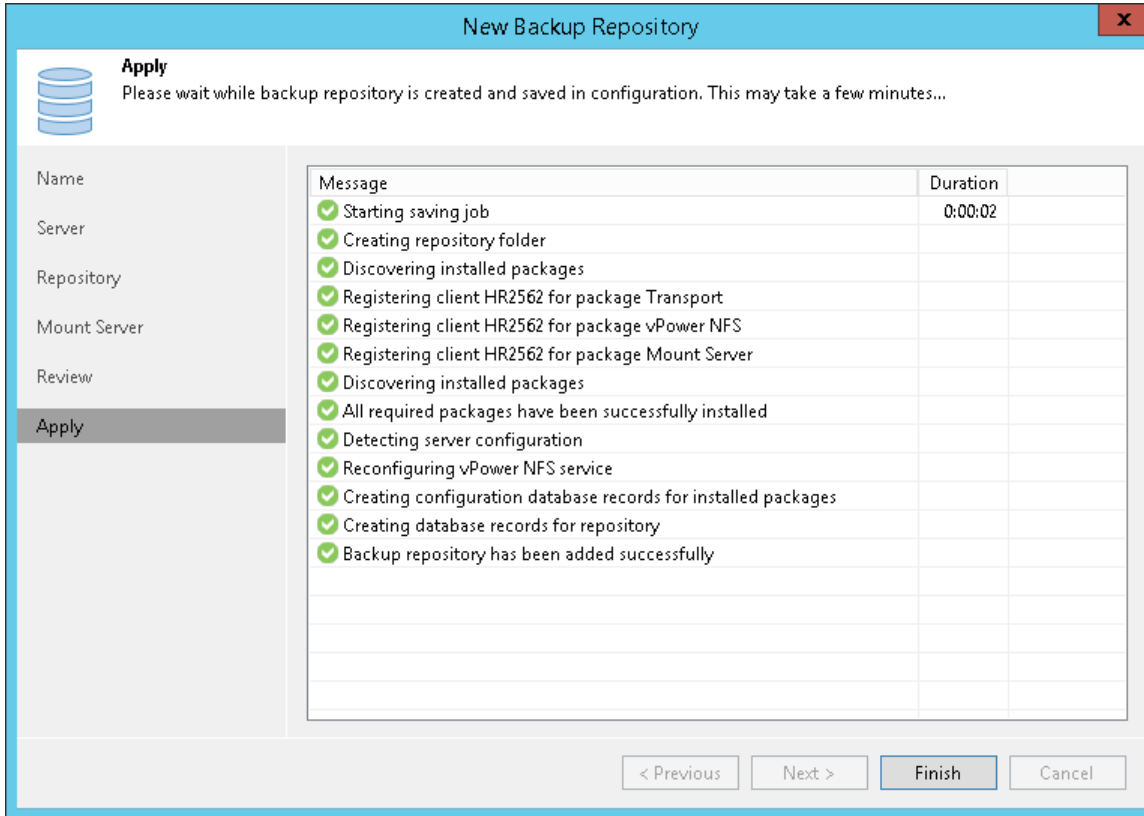 New Backup Repository
x
Apply
Please wait while backup repository is created and saved in configuration. This may take a few minutes...
Name
Server
Repository
Mount Server
Review
Apply
Message Duration
Starting saving job 0:00:02
Creating repository folder
Discovering installed packages
Registering client HR2562 for package Transport
Registering client HR2562 for package vPower NFS
Registering client HR2562 for package Mount Server
Discovering installed packages
All required packages have been successfully installed
Detecting server configuration
Reconfiguring vPower NFS service
Creating configuration database records for installed packages
Creating database records for repository
Backup repository has been added successfully
< Previous Next > Finish Cancel